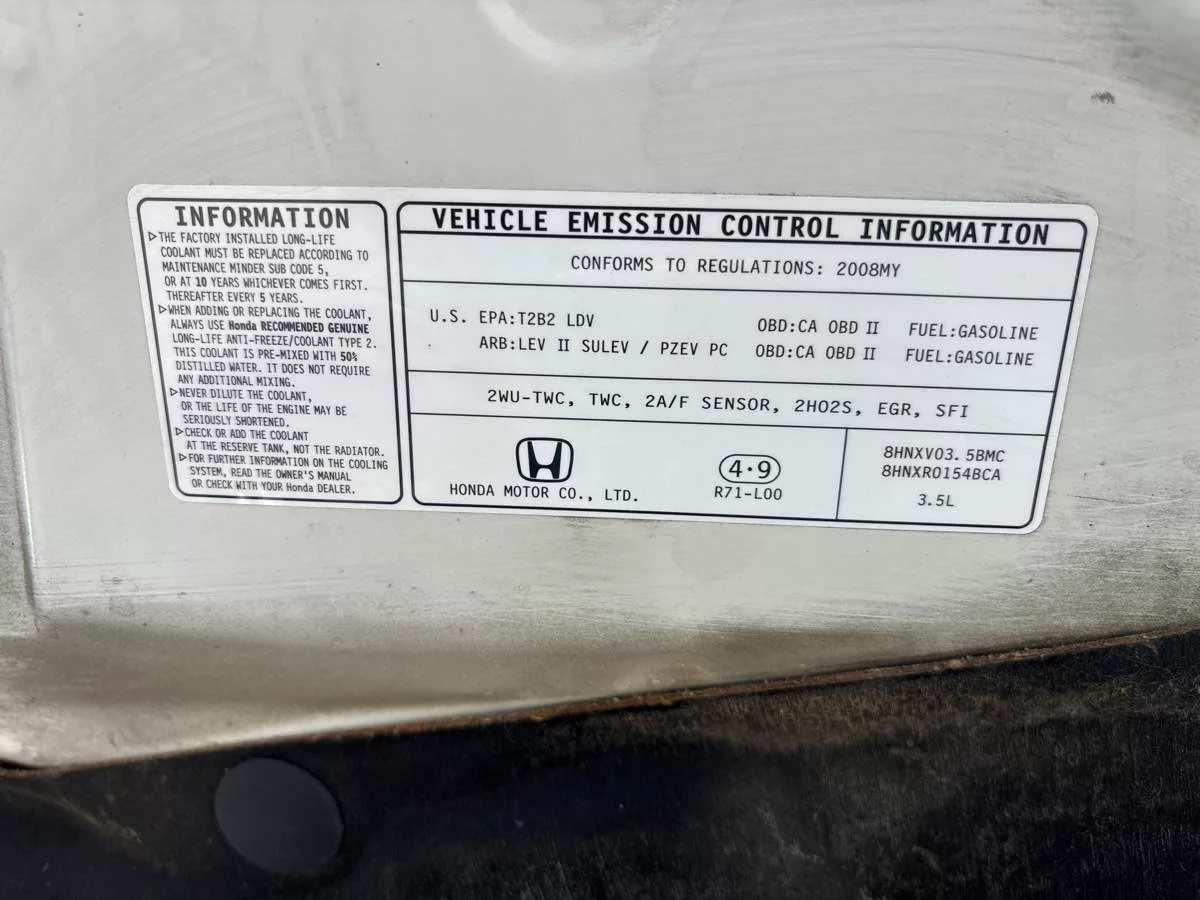 INFORMATION
▷THE FACTORY INSTALLED LONG-LIFE
COOLANT MUST BE REPLACED ACCORDING TO
MAINTENANCE MINDER SUB CODE 5,
OR AT 10 YEARS WHICHEVER COMES FIRST.
THEREAFTER EVERY 5 YEARS.
▷WHEN ADDING OR REPLACING THE COOLANT,
ALWAYS USE Honda RECOMMENDED GENUINE
LONG-LIFE ANTI-FREEZE/COOLANT TYPE 2.
THIS COOLANT IS PRE-MIXED WITH 50%
DISTILLED WATER. IT DOES NOT REQUIRE
ANY ADDITIONAL MIXING.
▷NEVER DILUTE THE COOLANT,
OR THE LIFE OF THE ENGINE MAY BE
SERIOUSLY SHORTENED.
▷CHECK OR ADD THE COOLANT
AT THE RESERVE TANK, NOT THE RADIATOR.
▷FOR FURTHER INFORMATION ON THE COOLING
SYSTEM, READ THE OWNER'S MANUAL
OR CHECK WITH YOUR Honda DEALER.
VEHICLE EMISSION CONTROL INFORMATION
CONFORMS TO REGULATIONS: 2008MY
U.S. EPA:T2B2 LDV OBD:CA OBD II FUEL:GASOLINE
ARB:LEV II SULEV / PZEV PC OBD:CA OBD II FUEL:GASOLINE
2WU-TWC, TWC, 2A/F SENSOR, 2HO2S, EGR, SFI
HONDA MOTOR CO., LTD.
4·9
R71-L00
8HNXV03.5BMC
8HNXR0154BCA
3.5L